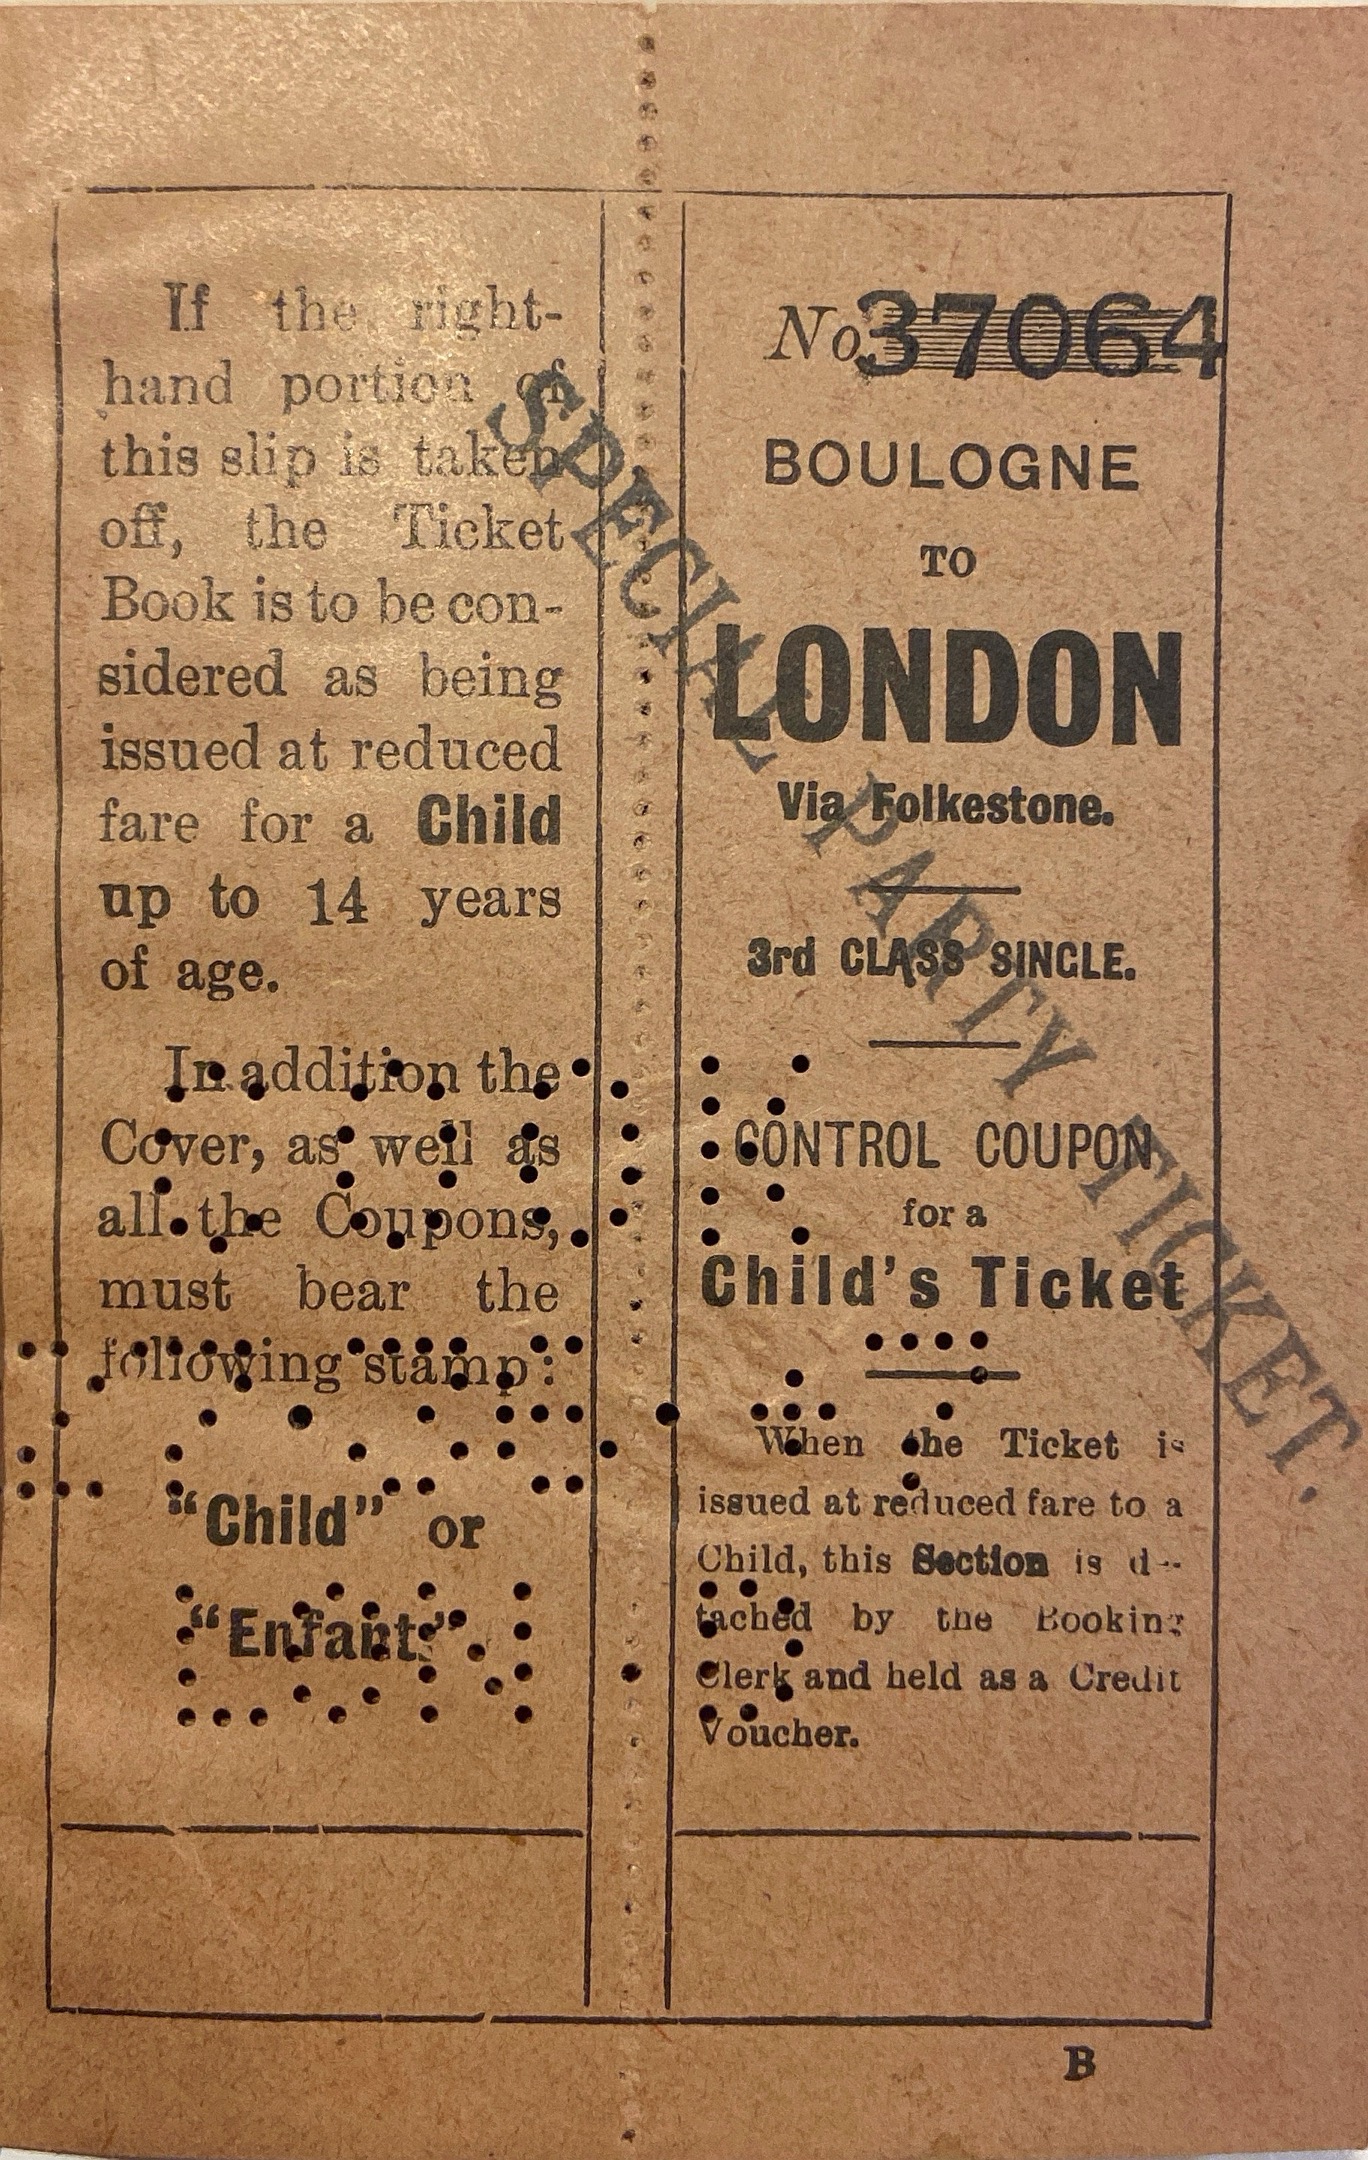 If the right-
hand portion of
this slip is taken
off, the Ticket
Book is to be con-
sidered as being
issued at reduced
fare for a Child
up to 14 years
of age.
In addition the
Cover, as well as
all the Coupons,
must bear the
following stamp:
"Child" or
"Enfant".
No 37064
BOULOGNE
TO
LONDON
Via Folkestone.
3rd CLASS SINGLE.
CONTROL COUPON
for a
Child's Ticket
When the Ticket is
issued at reduced fare to a
Child, this Section is de-
tached by the Booking
Clerk and held as a Credit
Voucher.
B
SPECIAL PARTY TICKET.